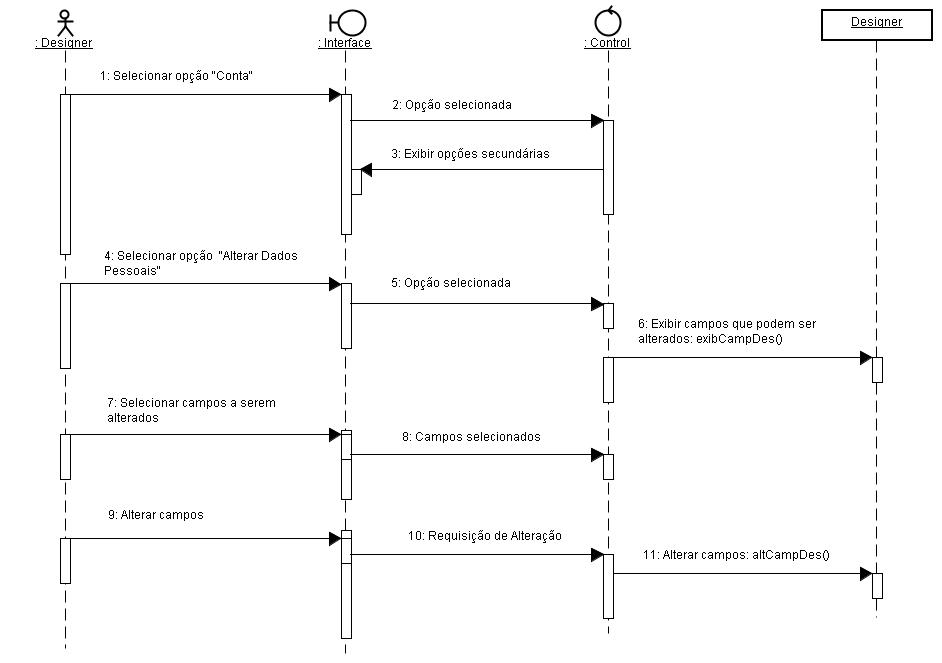 : Designer
: Interface
: Control
Designer
1: Selecionar opção "Conta"
2: Opção selecionada
3: Exibir opções secundárias
4: Selecionar opção "Alterar Dados
Pessoais"
5: Opção selecionada
6: Exibir campos que podem ser
alterados: exibCampDes()
7: Selecionar campos a serem
alterados
8: Campos selecionados
9: Alterar campos
10: Requisição de Alteração
11: Alterar campos: altCampDes()